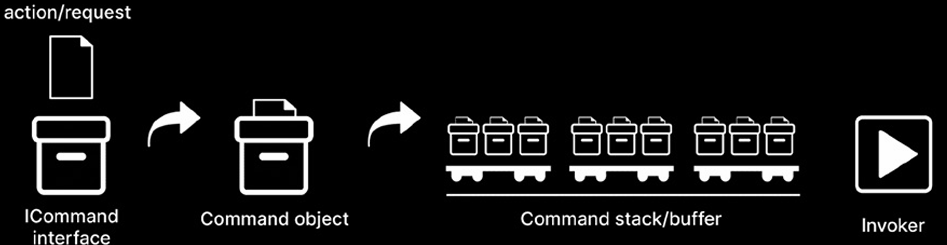 action/request
ICommand
interface
Command object
Command stack/buffer
Invoker